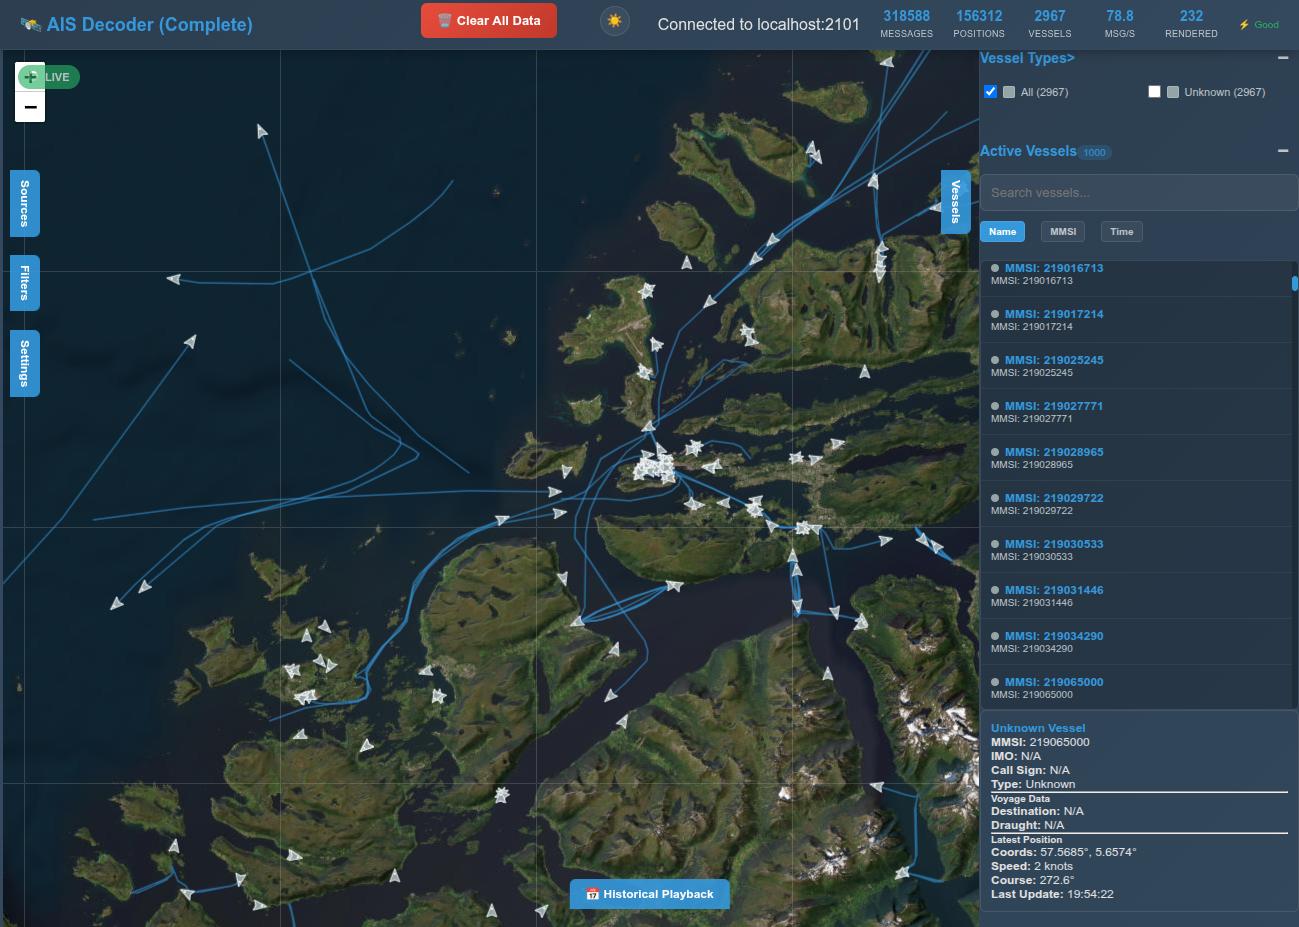 AIS Decoder (Complete)
Clear All Data
Connected to localhost:2101
318588
MESSAGES
156312
POSITIONS
2967
VESSELS
78.8
MSG/S
232
RENDERED
Good
+
LIVE
−
Sources
Filters
Settings
Vessels
Historical Playback
Vessel Types>
All (2967)
Unknown (2967)
Active Vessels 1000
Search vessels...
Name
MMSI
Time
MMSI: 219016713
MMSI: 219016713
MMSI: 219017214
MMSI: 219017214
MMSI: 219025245
MMSI: 219025245
MMSI: 219027771
MMSI: 219027771
MMSI: 219028965
MMSI: 219028965
MMSI: 219029722
MMSI: 219029722
MMSI: 219030533
MMSI: 219030533
MMSI: 219031446
MMSI: 219031446
MMSI: 219034290
MMSI: 219034290
MMSI: 219065000
MMSI: 219065000
Unknown Vessel
MMSI: 219065000
IMO: N/A
Call Sign: N/A
Type: Unknown
Voyage Data
Destination: N/A
Draught: N/A
Latest Position
Coords: 57.5685°, 5.6574°
Speed: 2 knots
Course: 272.6°
Last Update: 19:54:22